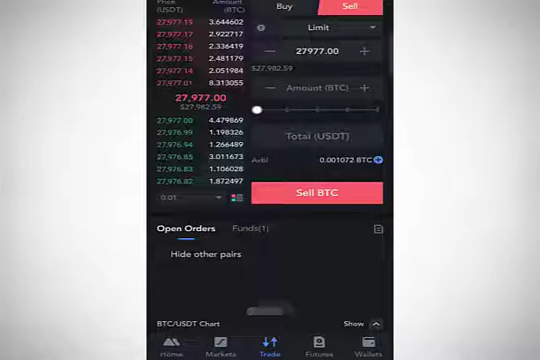 Price Amount Buy Sell
(USDT) (BTC)
27977.19 3.644602
27977.17 2.922717 Limit
27,977.16 2.336419
27,977.15 2.481179 27977.00
27,977.14 2.051984 $27,982.59
27,977.01 8.313055 Amount (BTC)
27,977.00
$27,982.59
27,977.00 4.479869
27,976.99 1.198326 Total (USDT)
27,976.94 1.266489
27,976.85 3.011673 Avbl 0.001072 BTC
27,976.83 1.106028
27,976.82 1.872497 Sell BTC
0.01
Open Orders Funds(1)
Hide other pairs
BTC/USDT Chart Show
Home Markets Trade Futures Wallets